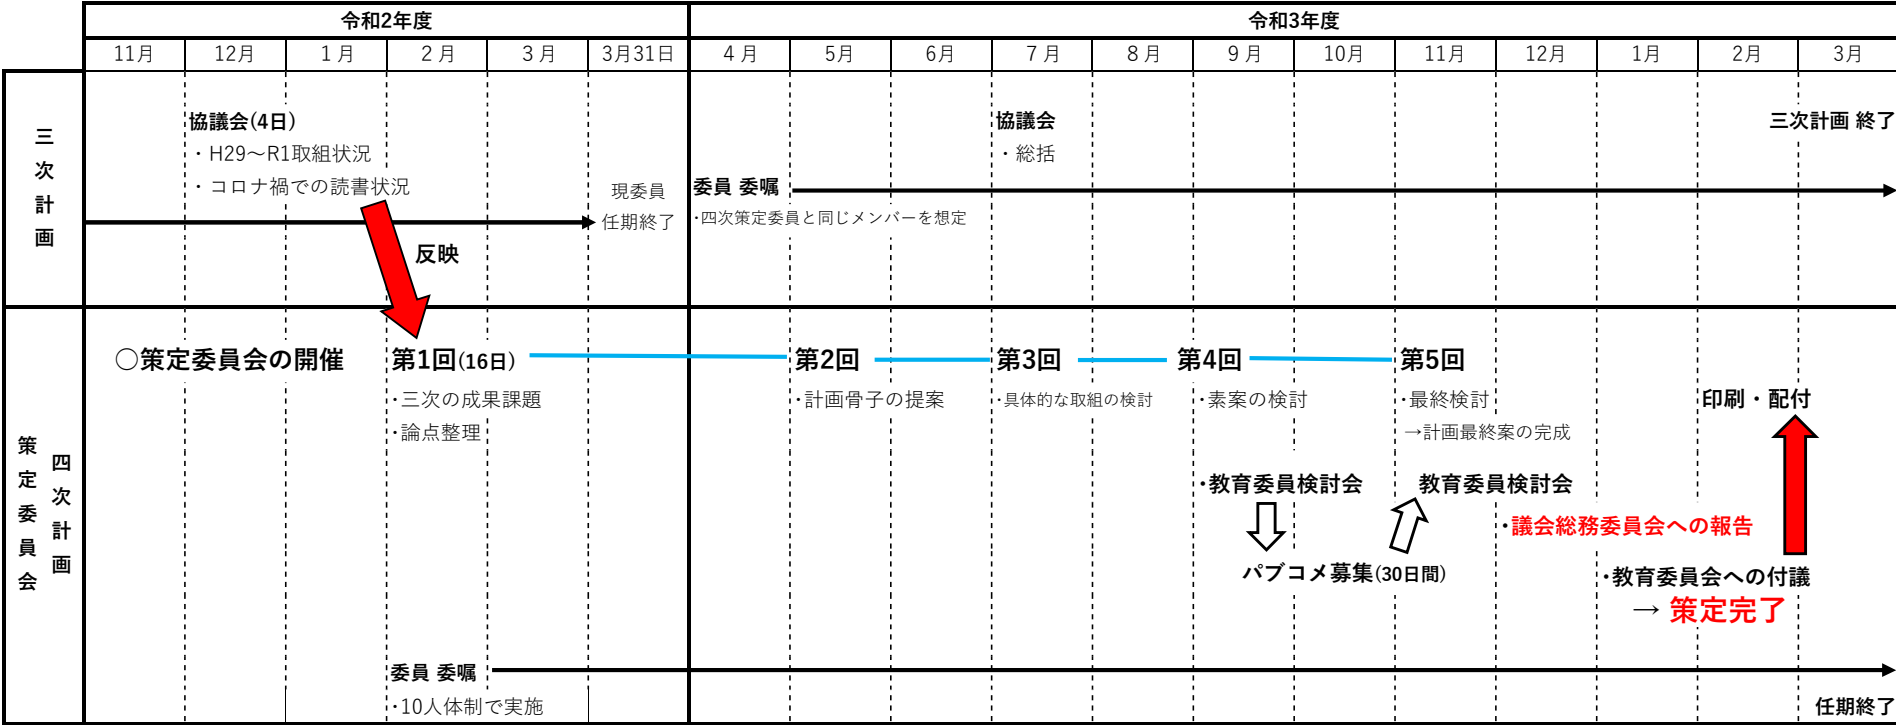 令和2年度
令和3年度
11月
12月
1 月
2 月
3 月
3月31日
4 月
5月
6月
7 月
8 月
9 月
10月
11月
12月
1月
2月
3月
三次計画
協議会(4日)
・H29～R1取組状況
・コロナ禍での読書状況
現委員
任期終了
反映
委員 委嘱
・四次策定委員と同じメンバーを想定
協議会
・総括
三次計画 終了
四次計画
策定委員会
○策定委員会の開催
第1回(16日)
・三次の成果課題
・論点整理
第2回
・計画骨子の提案
第3回
・具体的な取組の検討
第4回
・素案の検討
第5回
・最終検討
→計画最終案の完成
・教育委員検討会
教育委員検討会
パブコメ募集(30日間)
・議会総務委員会への報告
・教育委員会への付議
→ 策定完了
印刷・配付
委員 委嘱
・10人体制で実施
任期終了